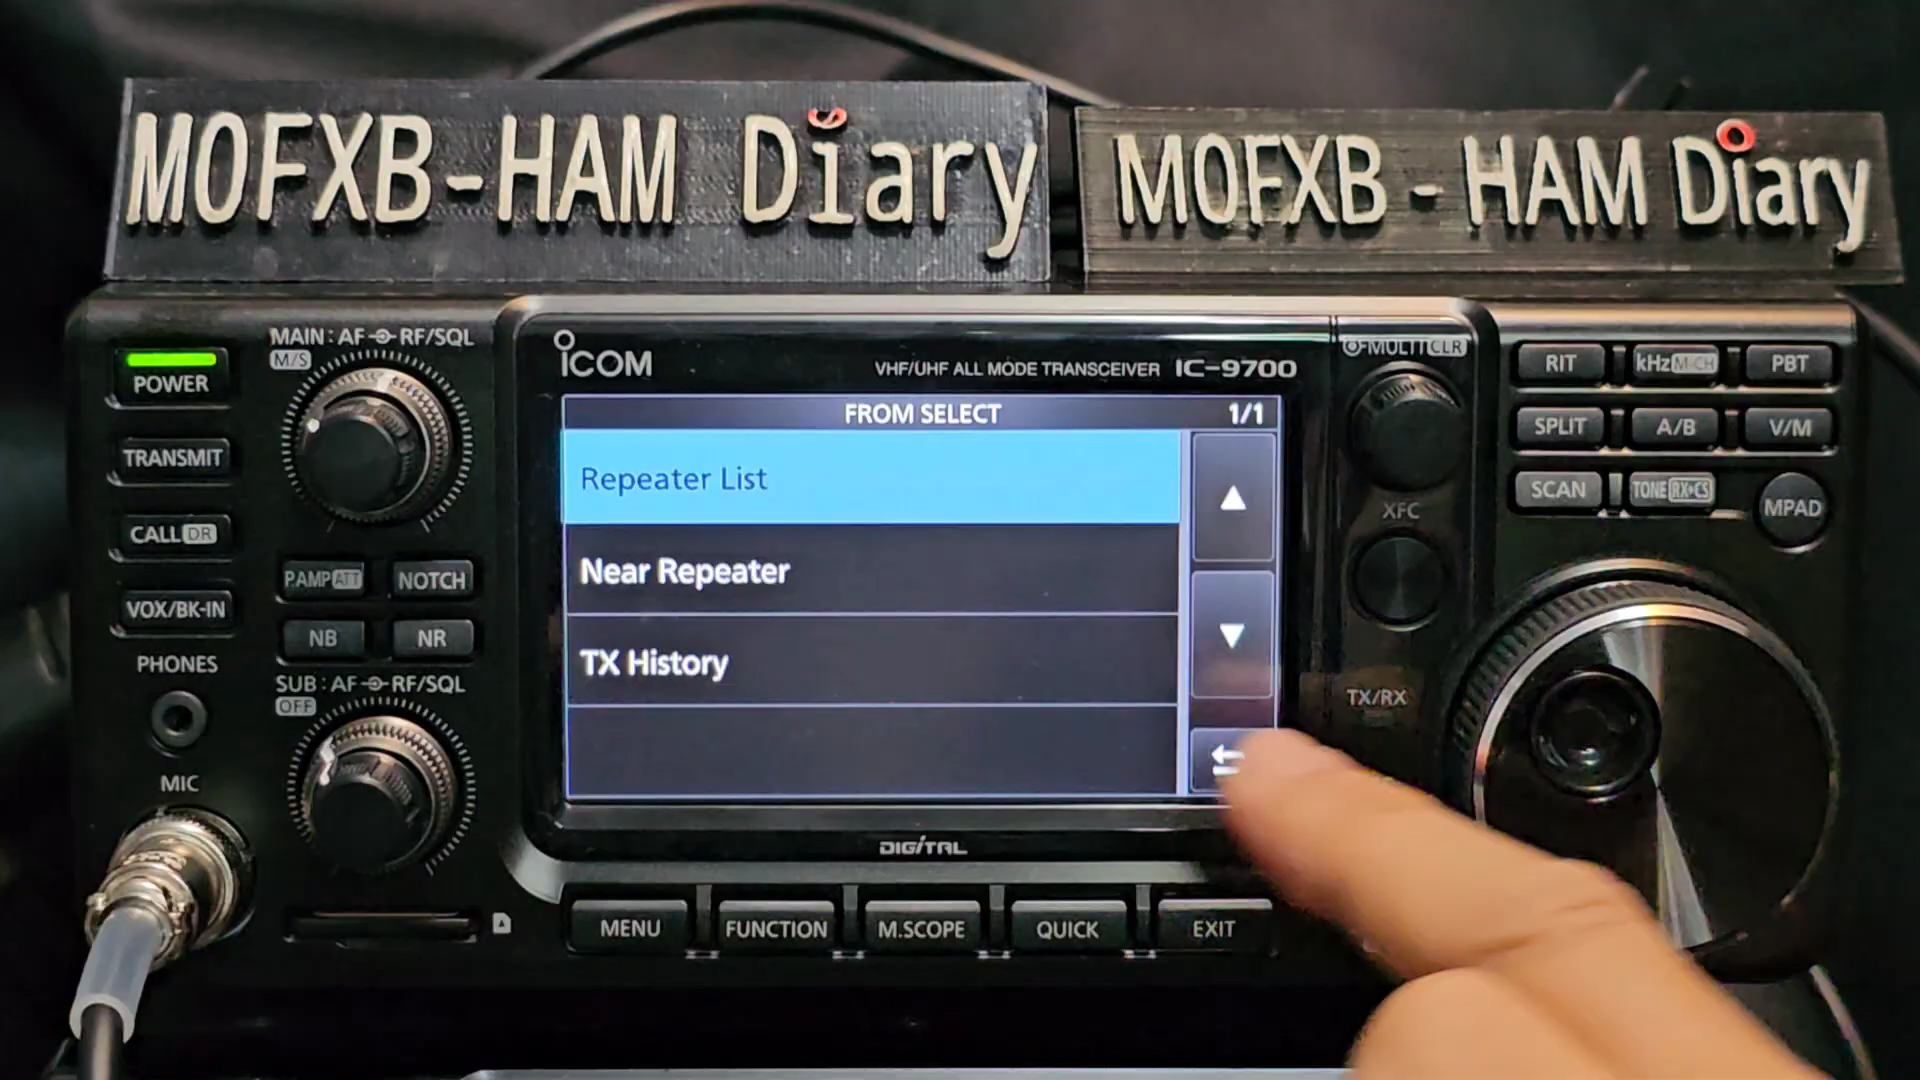 M0FXB-HAM Diary
M0FXB - HAM Diary
POWER
TRANSMIT
CALL DR
VOX/BK-IN
PHONES
MIC
MAIN : AF RF/SQL
M/S
P.AMP ATT
NOTCH
NB
NR
SUB : AF RF/SQL
OFF
ICOM
VHF/UHF ALL MODE TRANSCEIVER IC-9700
FROM SELECT
1/1
Repeater List
Near Repeater
TX History
DIGITAL
MENU
FUNCTION
M.SCOPE
QUICK
EXIT
MULTI CLR
XFC
TX/RX
RIT
kHz M-CH
PBT
SPLIT
A/B
V/M
SCAN
TONE RX>CS
MPAD